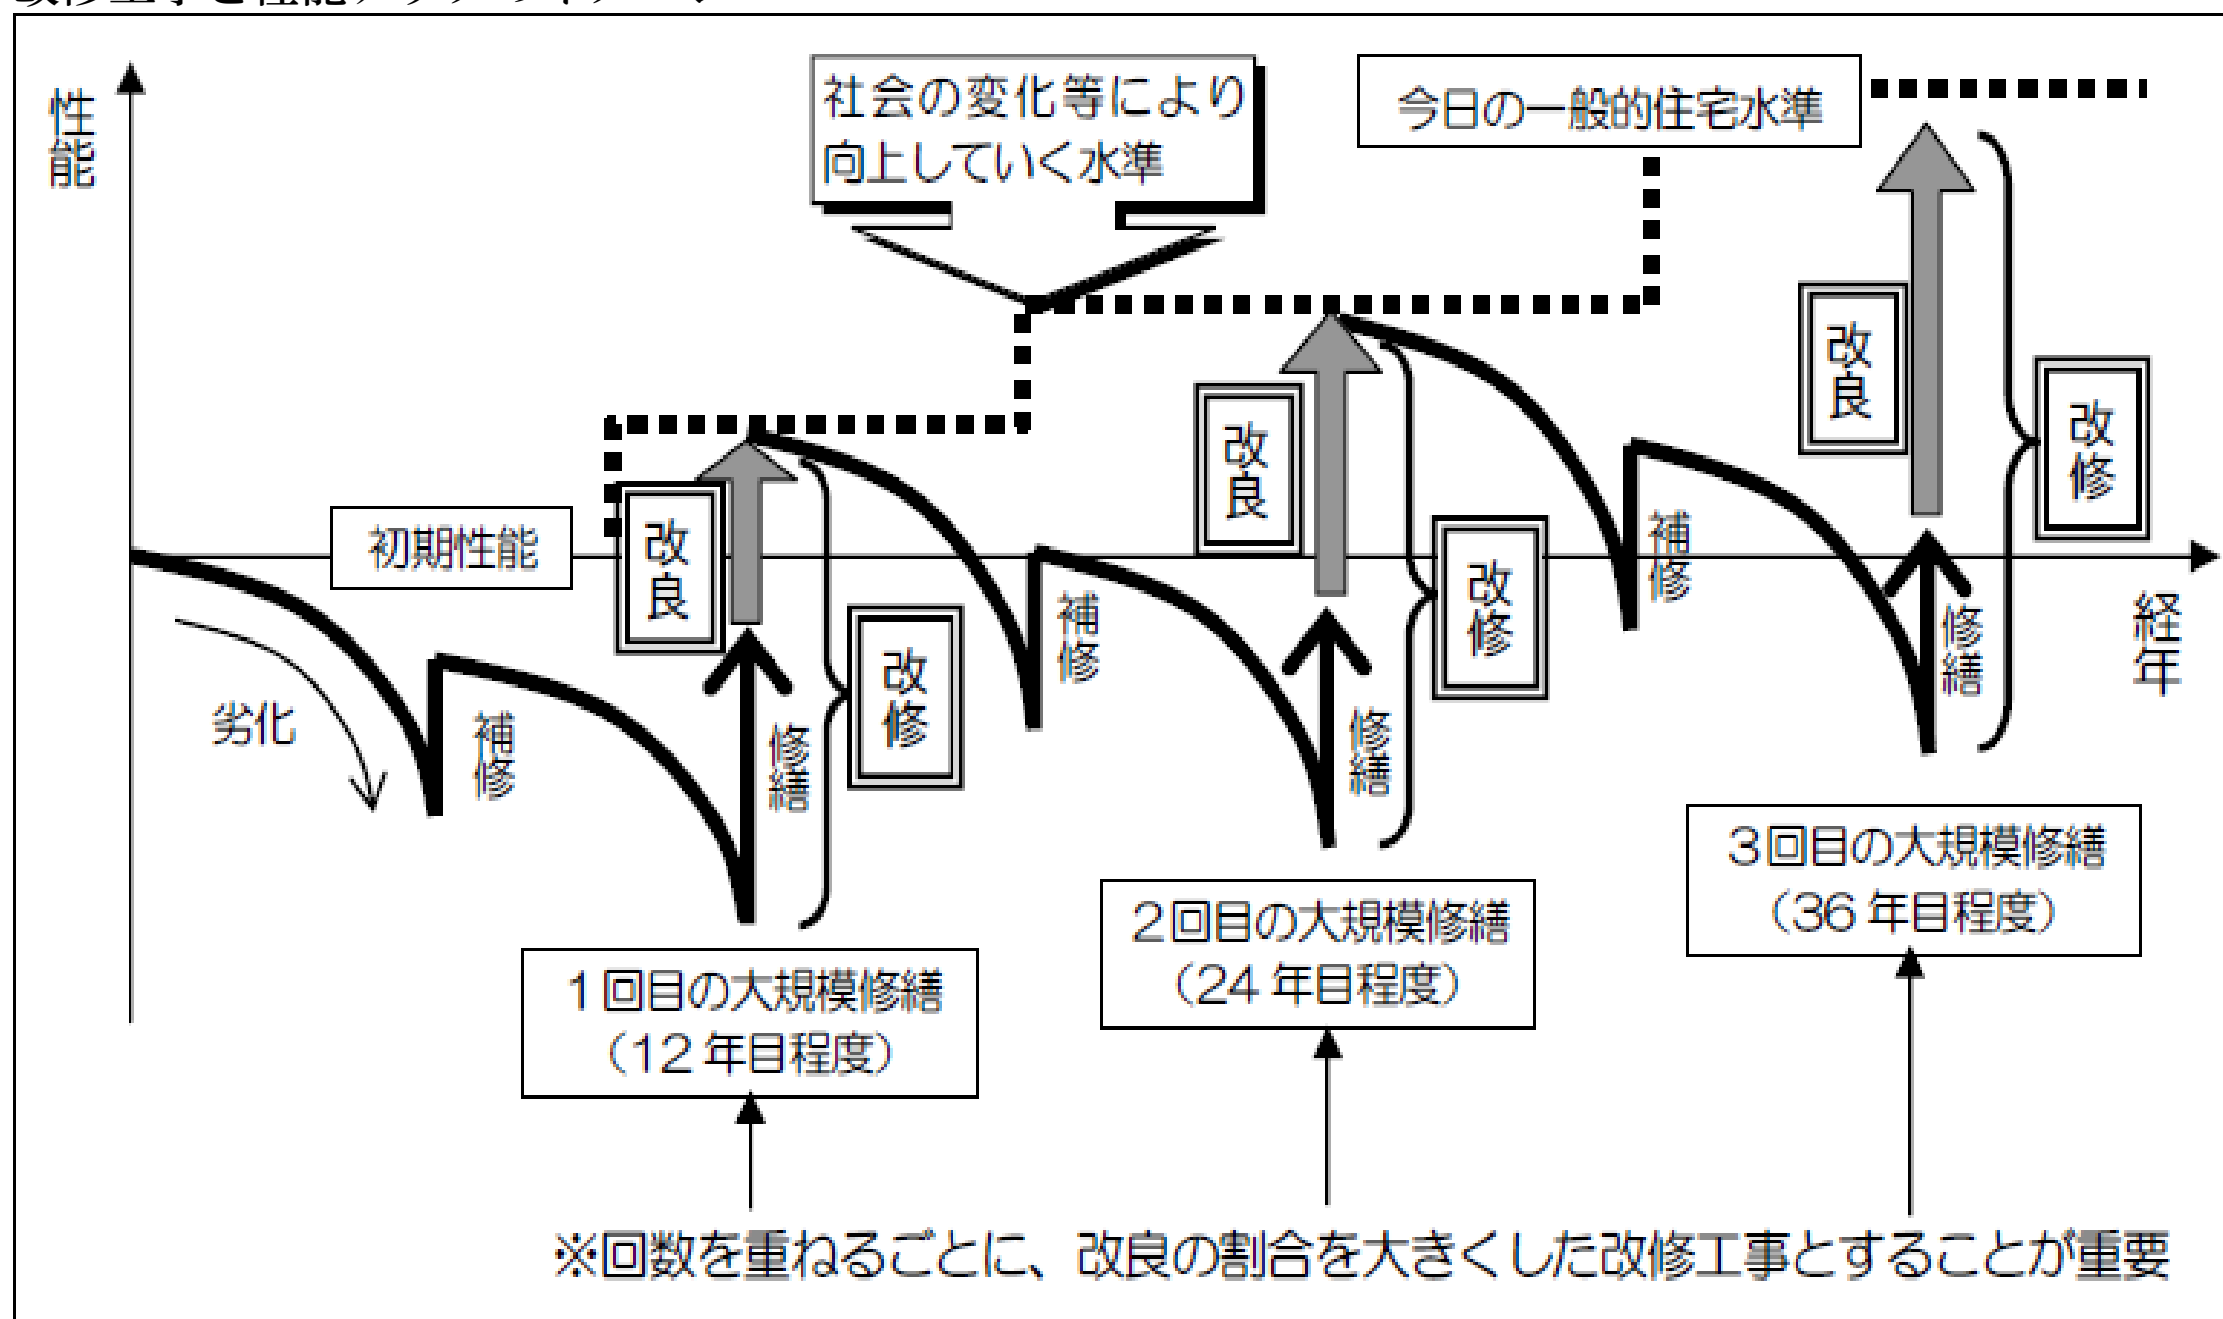 性能
社会の変化等により
向上していく水準
今日の一般的住宅水準
初期性能
劣化
補修
改良
修繕
改修
補修
改良
修繕
改修
補修
改良
修繕
改修
経年
1回目の大規模修繕
(12年目程度)
2回目の大規模修繕
(24年目程度)
3回目の大規模修繕
(36年目程度)
※回数を重ねるごとに、改良の割合を大きくした改修工事とすることが重要